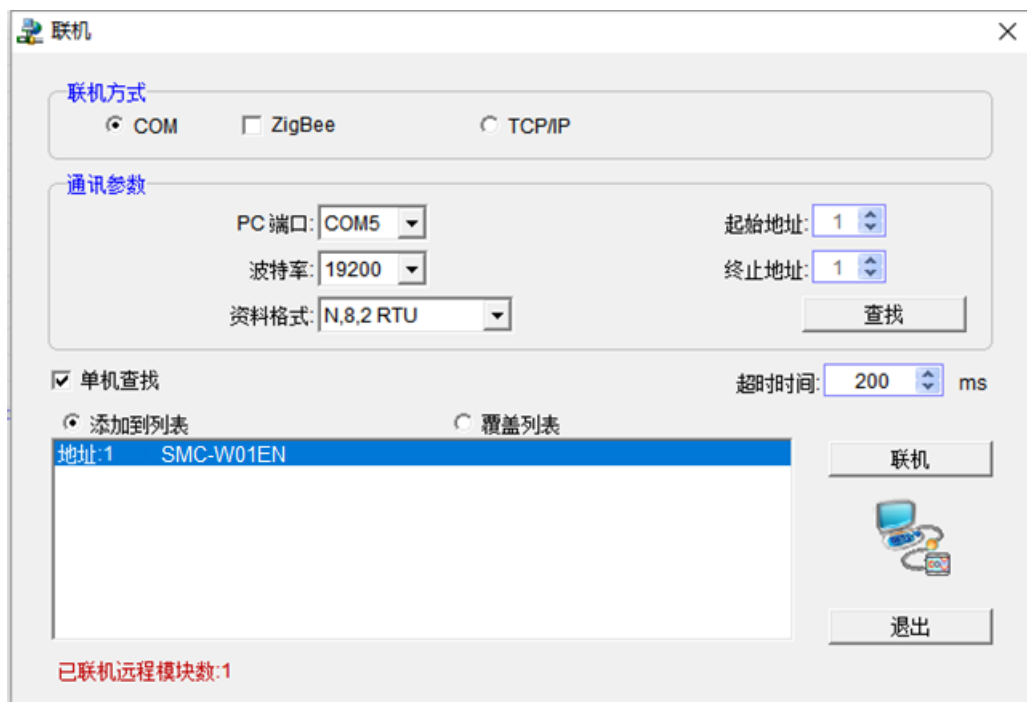 联机
联机方式
COM ZigBee TCP/IP
通讯参数
PC 端口: COM5 起始地址: 1
波特率: 19200 终止地址: 1
资料格式: N,8,2 RTU 查找
单机查找 超时时间: 200 ms
添加到列表 覆盖列表
地址:1 SMC-W01EN
联机
退出
已联机远程模块数:1